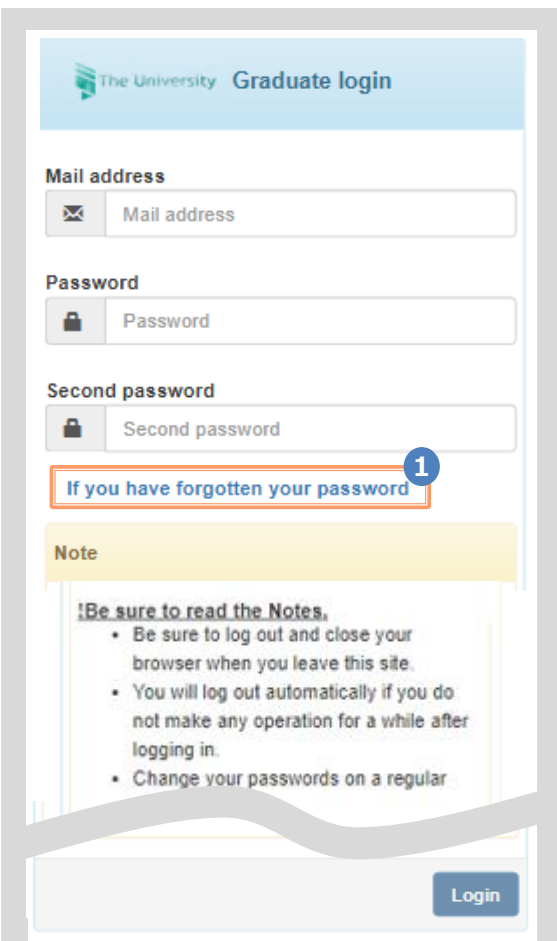 The University Graduate login
Mail address
Mail address
Password
Password
Second password
Second password
1
If you have forgotten your password
Note
!Be sure to read the Notes.
• Be sure to log out and close your
browser when you leave this site.
• You will log out automatically if you do
not make any operation for a while after
logging in.
• Change your passwords on a regular
Login